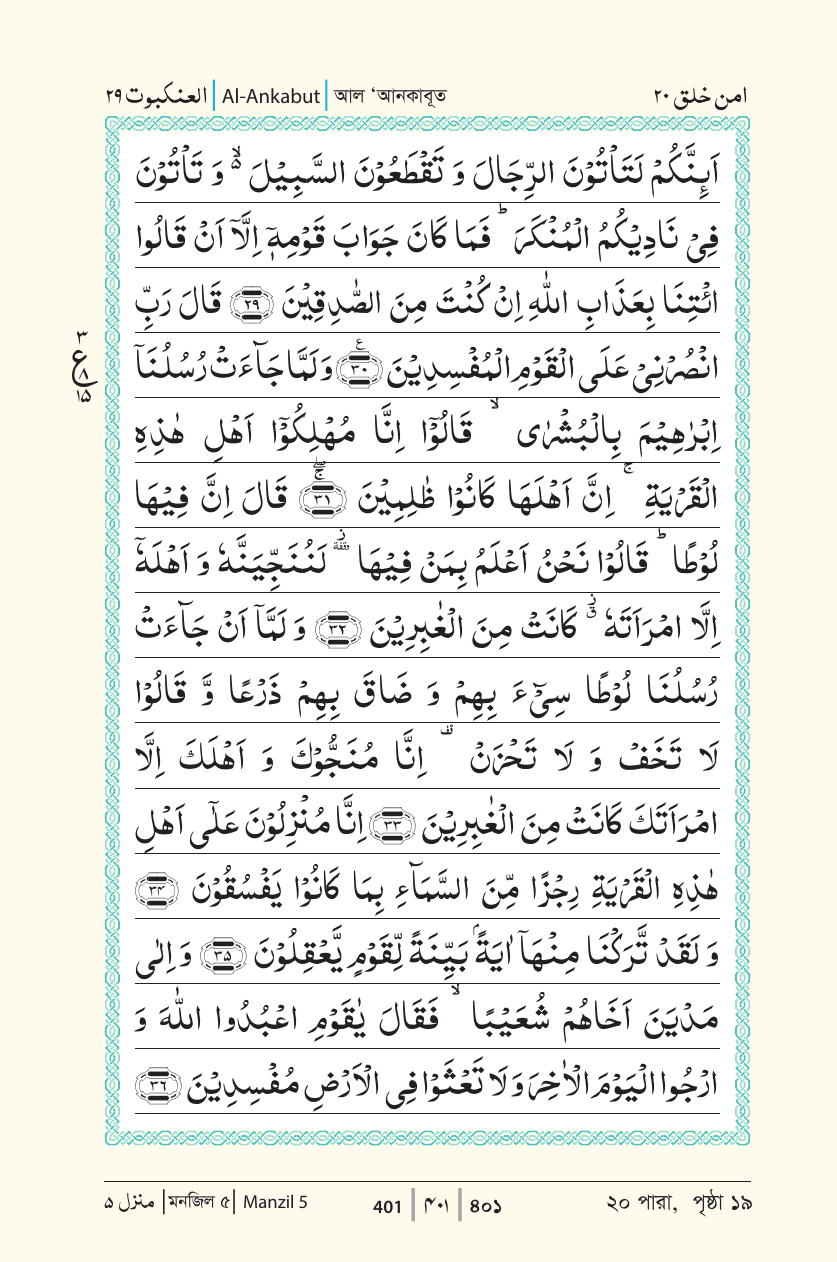 العنكبوت ٢٩ | Al-Ankabut | আল ‘আনকাবূত امن خلق ٢٠
اَىِٕنَّكُمْ لَتَاْتُوْنَ الرِّجَالَ وَ تَقْطَعُوْنَ السَّبِيْلَ ۙ۬ وَ تَاْتُوْنَ
فِیْ نَادِیْكُمُ الْمُنْكَرَ ؕ فَمَا كَانَ جَوَابَ قَوْمِهٖۤ اِلَّاۤ اَنْ قَالُوا
ائْتِنَا بِعَذَابِ اللّٰهِ اِنْ كُنْتَ مِنَ الصّٰدِقِیْنَ ﴿۲۹﴾ قَالَ رَبِّ
انْصُرْنِیْ عَلَی الْقَوْمِ الْمُفْسِدِیْنَ ﴿۳۰﴾ۧ وَ لَمَّا جَآءَتْ رُسُلُنَاۤ
٣
ع
٨
١٥
اِبْرٰهِیْمَ بِالْبُشْرٰی ۙ قَالُوْۤا اِنَّا مُهْلِكُوْۤا اَهْلِ هٰذِهِ
الْقَرْیَةِ ۚ اِنَّ اَهْلَهَا كَانُوْا ظٰلِمِیْنَ ﴿۳۱﴾ۚۖ قَالَ اِنَّ فِیْهَا
لُوْطًا ؕ قَالُوْا نَحْنُ اَعْلَمُ بِمَنْ فِیْهَا ۥ۫ لَنُنَجِّیَنَّهٗ وَ اَهْلَهٗۤ
اِلَّا امْرَاَتَهٗ ۫ۗ كَانَتْ مِنَ الْغٰبِرِیْنَ ﴿۳۲﴾ وَ لَمَّاۤ اَنْ جَآءَتْ
رُسُلُنَا لُوْطًا سِیْٓءَ بِهِمْ وَ ضَاقَ بِهِمْ ذَرْعًا وَّ قَالُوْا
لَا تَخَفْ وَ لَا تَحْزَنْ ۟ اِنَّا مُنَجُّوْكَ وَ اَهْلَكَ اِلَّا
امْرَاَتَكَ كَانَتْ مِنَ الْغٰبِرِیْنَ ﴿۳۳﴾ اِنَّا مُنْزِلُوْنَ عَلٰۤی اَهْلِ
هٰذِهِ الْقَرْیَةِ رِجْزًا مِّنَ السَّمَآءِ بِمَا كَانُوْا یَفْسُقُوْنَ ﴿۳۴﴾
وَ لَقَدْ تَّرَكْنَا مِنْهَاۤ اٰیَةًۢ بَیِّنَةً لِّقَوْمٍ یَّعْقِلُوْنَ ﴿۳۵﴾ وَ اِلٰی
مَدْیَنَ اَخَاهُمْ شُعَیْبًا ۙ فَقَالَ یٰقَوْمِ اعْبُدُوا اللّٰهَ وَ
ارْجُوا الْیَوْمَ الْاٰخِرَ وَ لَا تَعْثَوْا فِی الْاَرْضِ مُفْسِدِیْنَ ﴿۳۶﴾
منزل ۵ | মনজিল ৫ | Manzil 5 401 | ۴۰۱ | ৪০১ ২০ পারা, পৃষ্ঠা ১৯